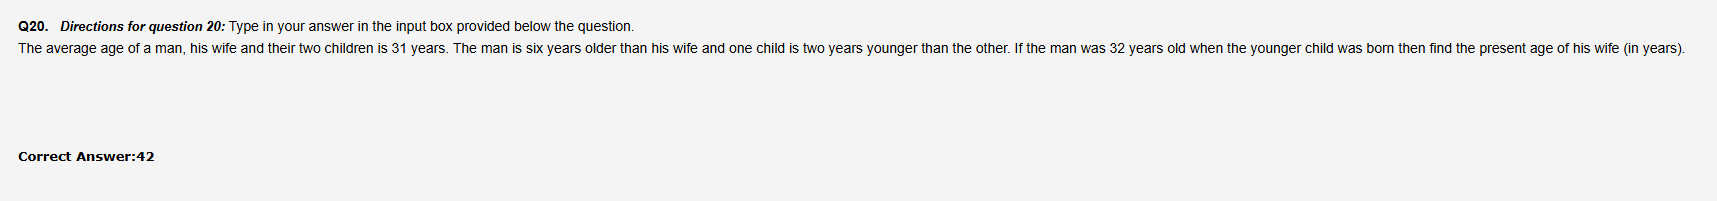 Q20. Directions for question 20: Type in your answer in the input box provided below the question.
The average age of a man, his wife and their two children is 31 years. The man is six years older than his wife and one child is two years younger than the other. If the man was 32 years old when the younger child was born then find the present age of his wife (in years).
Correct Answer:42